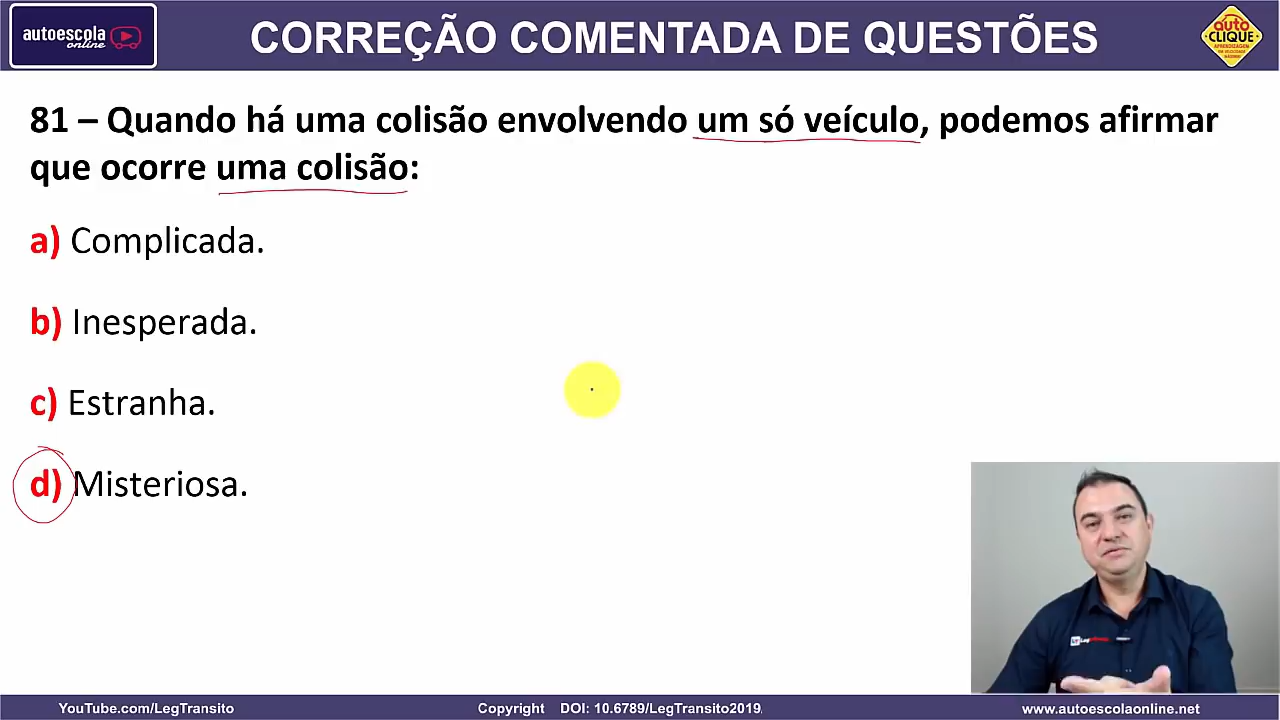 autoescola
online
CORREÇÃO COMENTADA DE QUESTÕES
auto
CLIQUE
81 – Quando há uma colisão envolvendo um só veículo, podemos afirmar
que ocorre uma colisão:
a) Complicada.
b) Inesperada.
c) Estranha.
d) Misteriosa.
YouTube.com/LegTransito
Copyright DOI: 10.6789/LegTransito2019.
www.autoescolaonline.net